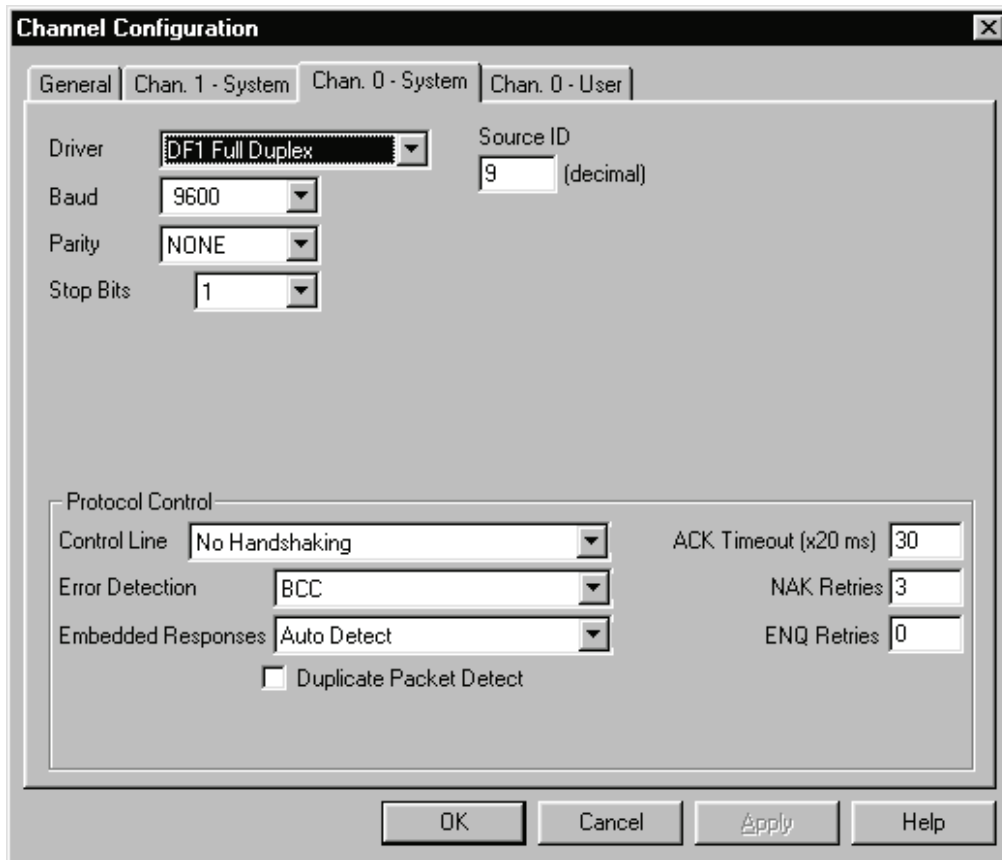 Channel Configuration
General
Chan. 1 - System
Chan. 0 - System
Chan. 0 - User
Driver
DF1 Full Duplex
Source ID
9
(decimal)
Baud
9600
Parity
NONE
Stop Bits
1
Protocol Control
Control Line
No Handshaking
ACK Timeout (x20 ms)
30
Error Detection
BCC
NAK Retries
3
Embedded Responses
Auto Detect
ENQ Retries
0
Duplicate Packet Detect
OK
Cancel
Apply
Help